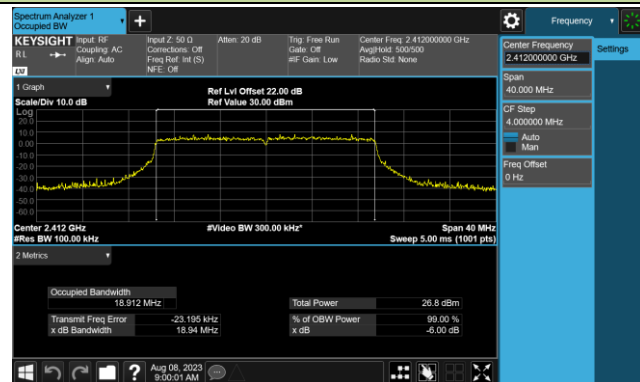 Spectrum Analyzer 1
Occupied BW
Frequency
KEYSIGHT
RL
Input: RF
Coupling: AC
Align: Auto
Input Z: 50 Ω
Corrections: Off
Freq Ref: Int (S)
NFE: Off
Atten: 20 dB
Trig: Free Run
Gate: Off
#IF Gain: Low
Center Freq: 2.412000000 GHz
Avg|Hold: 500/500
Radio Std: None
Center Frequency
2.412000000 GHz
Settings
Span
40.000 MHz
CF Step
4.000000 MHz
Auto
Man
Freq Offset
0 Hz
1 Graph
Scale/Div 10.0 dB
Ref Lvl Offset 22.00 dB
Ref Value 30.00 dBm
Log
20.0
10.0
0.00
-10.0
-20.0
-30.0
-40.0
-50.0
-60.0
Center 2.412 GHz
#Res BW 100.00 kHz
#Video BW 300.00 kHz*
Span 40 MHz
Sweep 5.00 ms (1001 pts)
2 Metrics
Occupied Bandwidth
18.912 MHz
Total Power 26.8 dBm
Transmit Freq Error -23.195 kHz
% of OBW Power 99.00 %
x dB Bandwidth 18.94 MHz
x dB -6.00 dB
Aug 08, 2023
9:00:01 AM